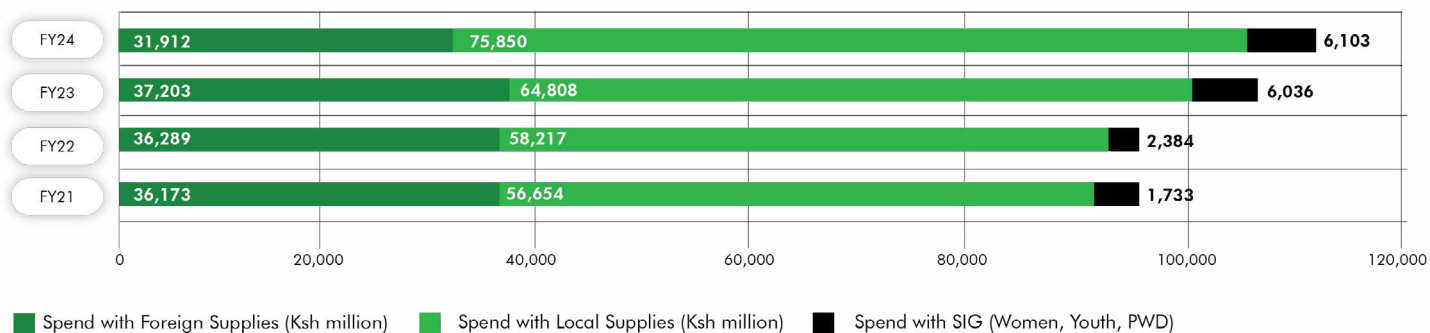 FY24 31,912 75,850 6,103
FY23 37,203 64,808 6,036
FY22 36,289 58,217 2,384
FY21 36,173 56,654 1,733
0 20,000 40,000 60,000 80,000 100,000 120,000
Spend with Foreign Supplies (Ksh million) Spend with Local Supplies (Ksh million) Spend with SIG (Women, Youth, PWD)